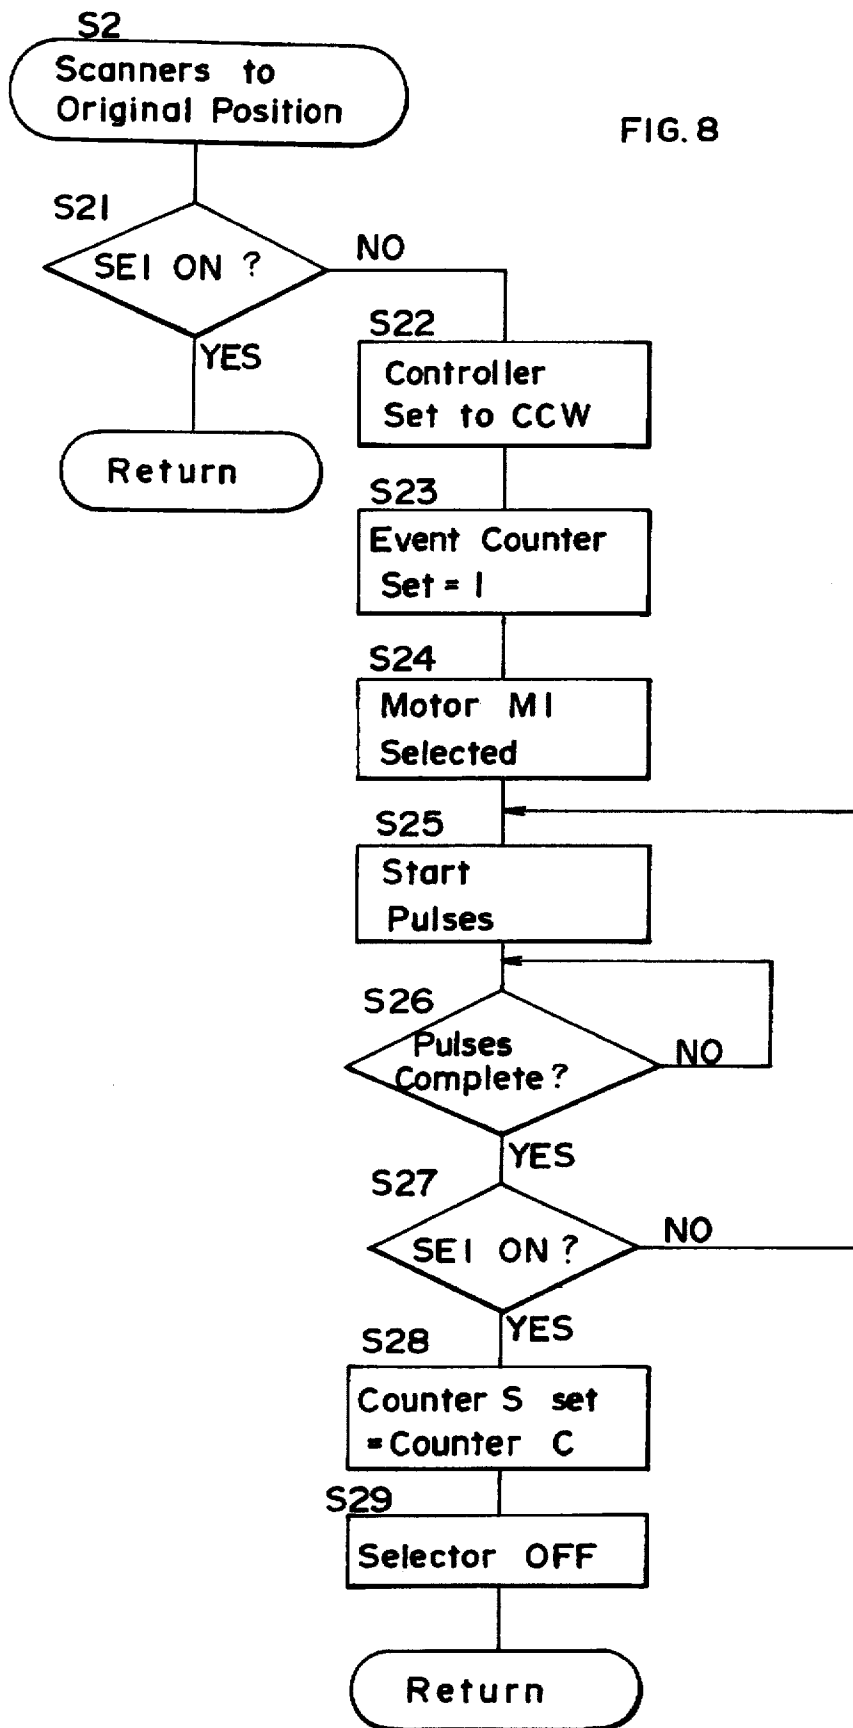 S2
Scanners to
Original Position
FIG. 8
S21
SE1 ON ?
NO
YES
Return
S22
Controller
Set to CCW
S23
Event Counter
Set = 1
S24
Motor M1
Selected
S25
Start
Pulses
S26
Pulses
Complete ?
NO
YES
S27
SE1 ON ?
NO
YES
S28
Counter S set
= Counter C
S29
Selector OFF
Return